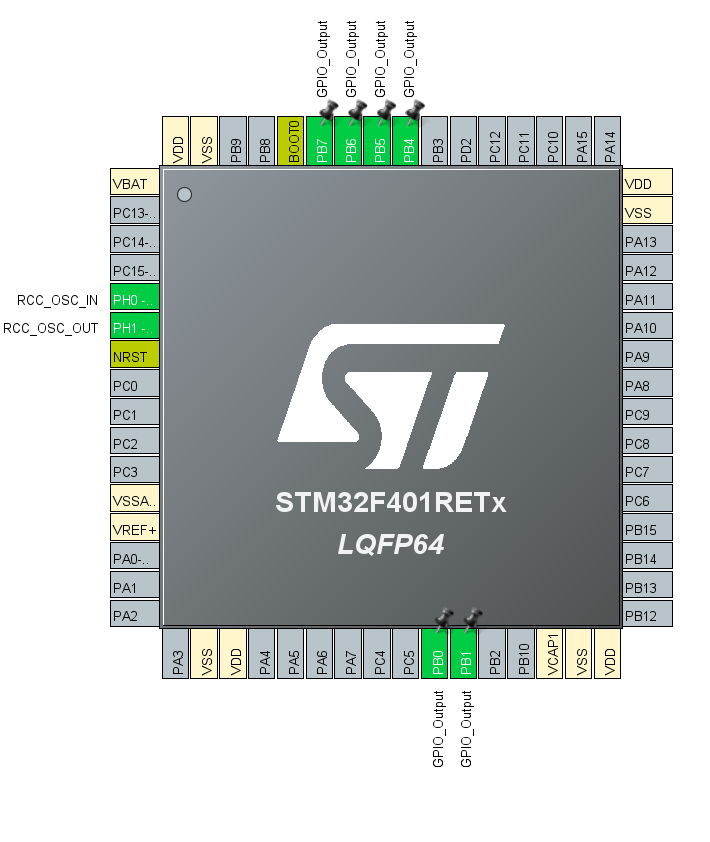 GPIO_Output
GPIO_Output
GPIO_Output
GPIO_Output
VDD
VSS
PB9
PB8
BOOT0
PB7
PB6
PB5
PB4
PB3
PD2
PC12
PC11
PC10
PA15
PA14
VBAT
PC13-..
PC14-..
PC15-..
RCC_OSC_IN
PH0 -..
RCC_OSC_OUT
PH1 -..
NRST
PC0
PC1
PC2
PC3
VSSA..
VREF+
PA0-..
PA1
PA2
VDD
VSS
PA13
PA12
PA11
PA10
PA9
PA8
PC9
PC8
PC7
PC6
PB15
PB14
PB13
PB12
ST
STM32F401RETx
LQFP64
PA3
VSS
VDD
PA4
PA5
PA6
PA7
PC4
PC5
PB0
PB1
PB2
PB10
VCAP1
VSS
VDD
GPIO_Output
GPIO_Output